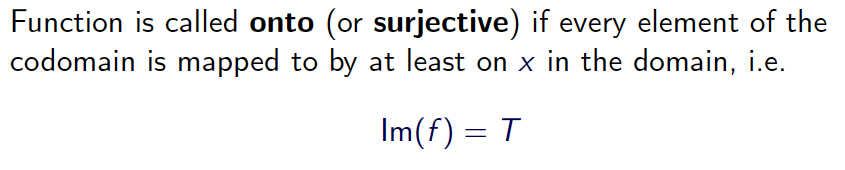 Function is called onto (or surjective) if every element of the
codomain is mapped to by at least on x in the domain, i.e.
Im(f) = T